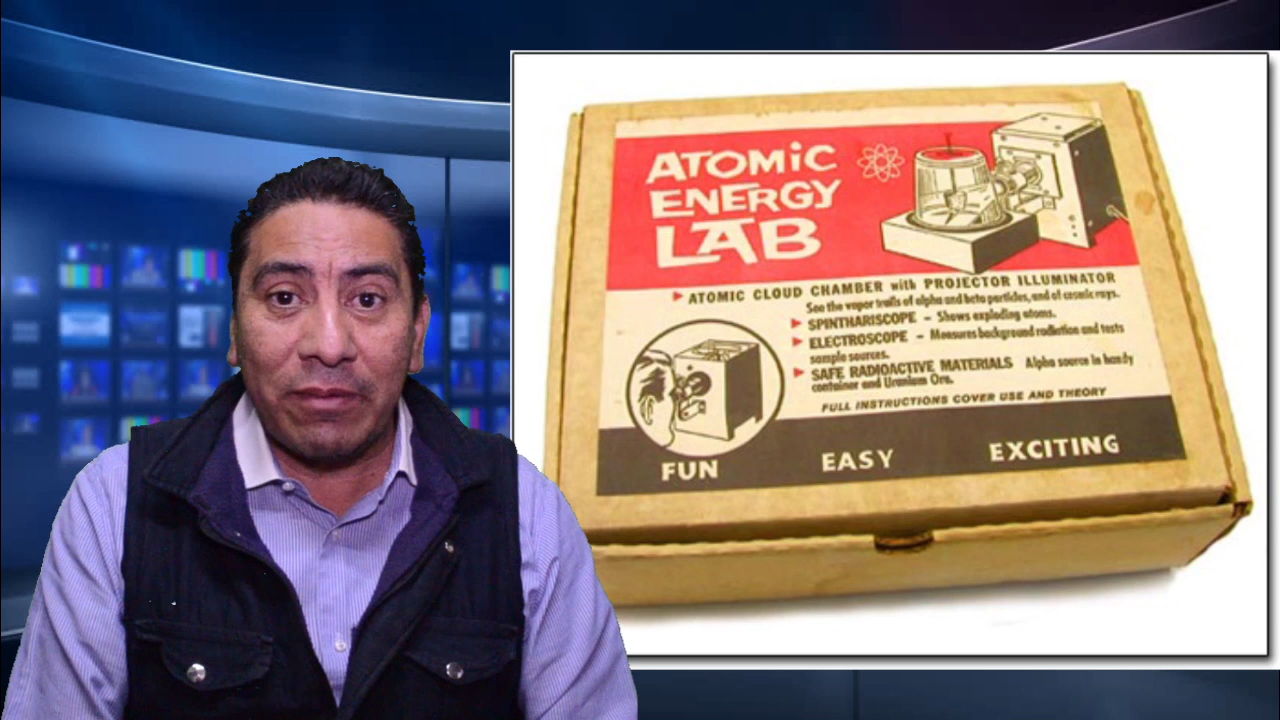 ATOMiC
ENERGY
LAB
ATOMIC CLOUD CHAMBER with PROJECTOR ILLUMINATOR
See the vapor trails of alpha and beta particles, and of cosmic rays.
SPINTHARISCOPE – Shows exploding atoms.
ELECTROSCOPE – Measures background radiation and tests
sample sources.
SAFE RADIOACTIVE MATERIALS Alpha source in handy
container and Uranium Ore.
FULL INSTRUCTIONS COVER USE AND THEORY
FUN EASY EXCITING